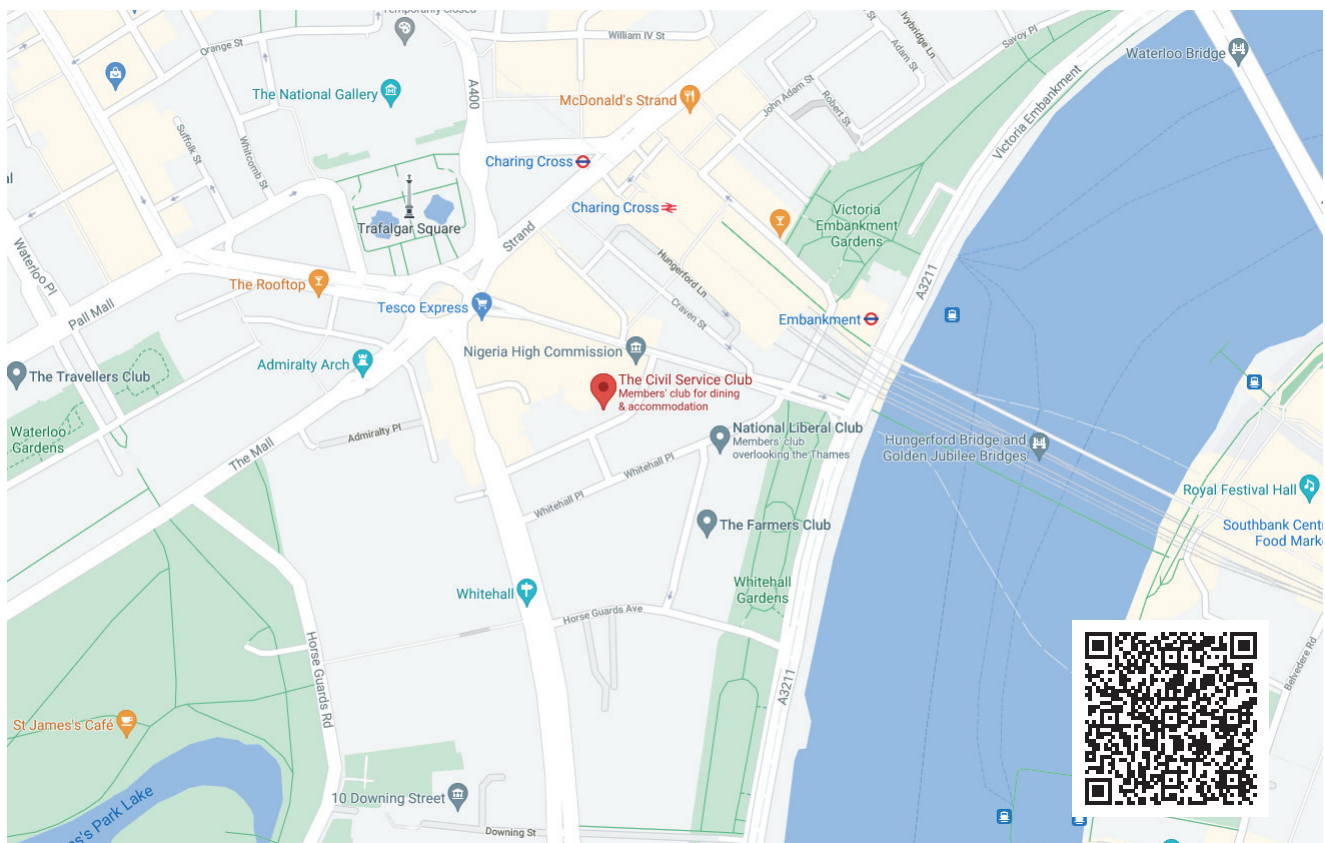 Temporarily closed
Orange St
William IV St
Ivybridge Ln
Savoy Pl
Adam St
Waterloo Bridge
The National Gallery
A400
McDonald's Strand
John Adam St
Robert St
Victoria Embankment
Suffolk St
Whitcomb St
Charing Cross
Charing Cross
Trafalgar Square
Strand
Victoria
Embankment
Gardens
Waterloo Pl
Pall Mall
The Rooftop
Tesco Express
Hungerford Ln
Craven St
A3211
Embankment
Nigeria High Commission
Admiralty Arch
The Travellers Club
The Civil Service Club
Members' club for dining
& accommodation
Waterloo
Gardens
The Mall
Admiralty Pl
National Liberal Club
Members' club
overlooking the Thames
Hungerford Bridge and
Golden Jubilee Bridges
Whitehall Pl
Whitehall Pl
Royal Festival Hall
The Farmers Club
Southbank Cent
Food Mark
Whitehall
Whitehall
Gardens
Horse Guards Ave
Horse Guards Rd
Belvedere Rd
A3211
St James's Café
10 Downing Street
's Park Lake
Downing St